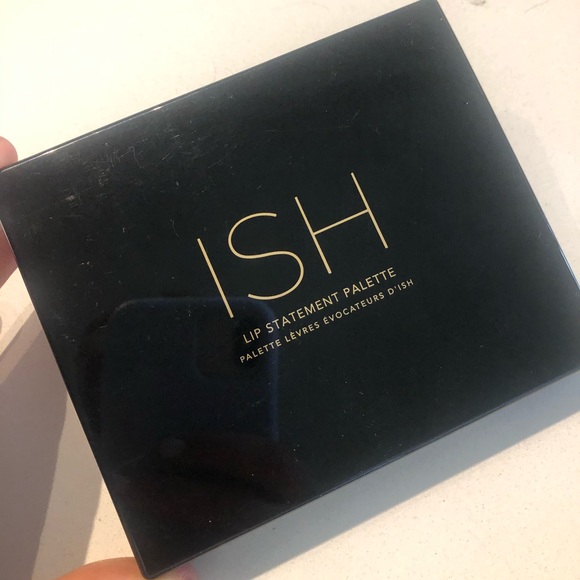 ISH
LIP STATEMENT PALETTE
PALETTE LÈVRES ÉVOCATEURS D'ISH